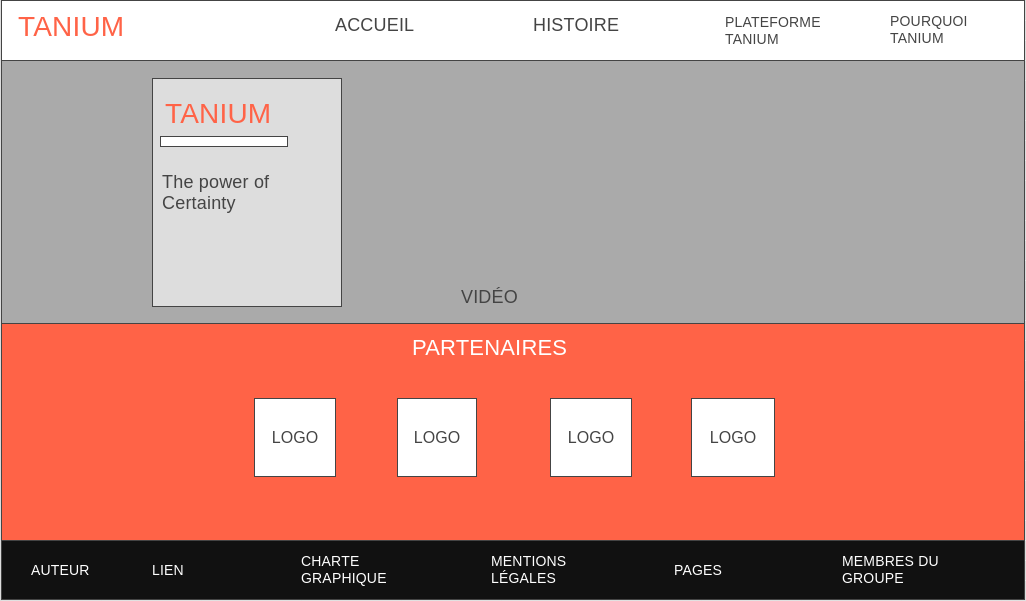 TANIUM
ACCUEIL
HISTOIRE
PLATEFORME
TANIUM
POURQUOI
TANIUM
TANIUM
The power of
Certainty
VIDÉO
PARTENAIRES
LOGO
LOGO
LOGO
LOGO
AUTEUR
LIEN
CHARTE
GRAPHIQUE
MENTIONS
LÉGALES
PAGES
MEMBRES DU
GROUPE